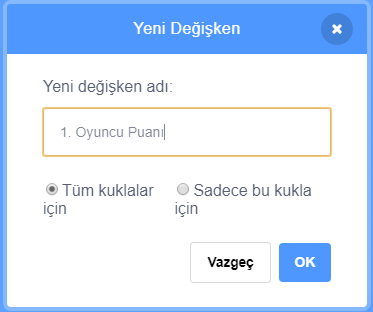 Yeni Değişken
Yeni değişken adı:
1. Oyuncu Puanı
Tüm kuklalar için
Sadece bu kukla için
Vazgeç
OK